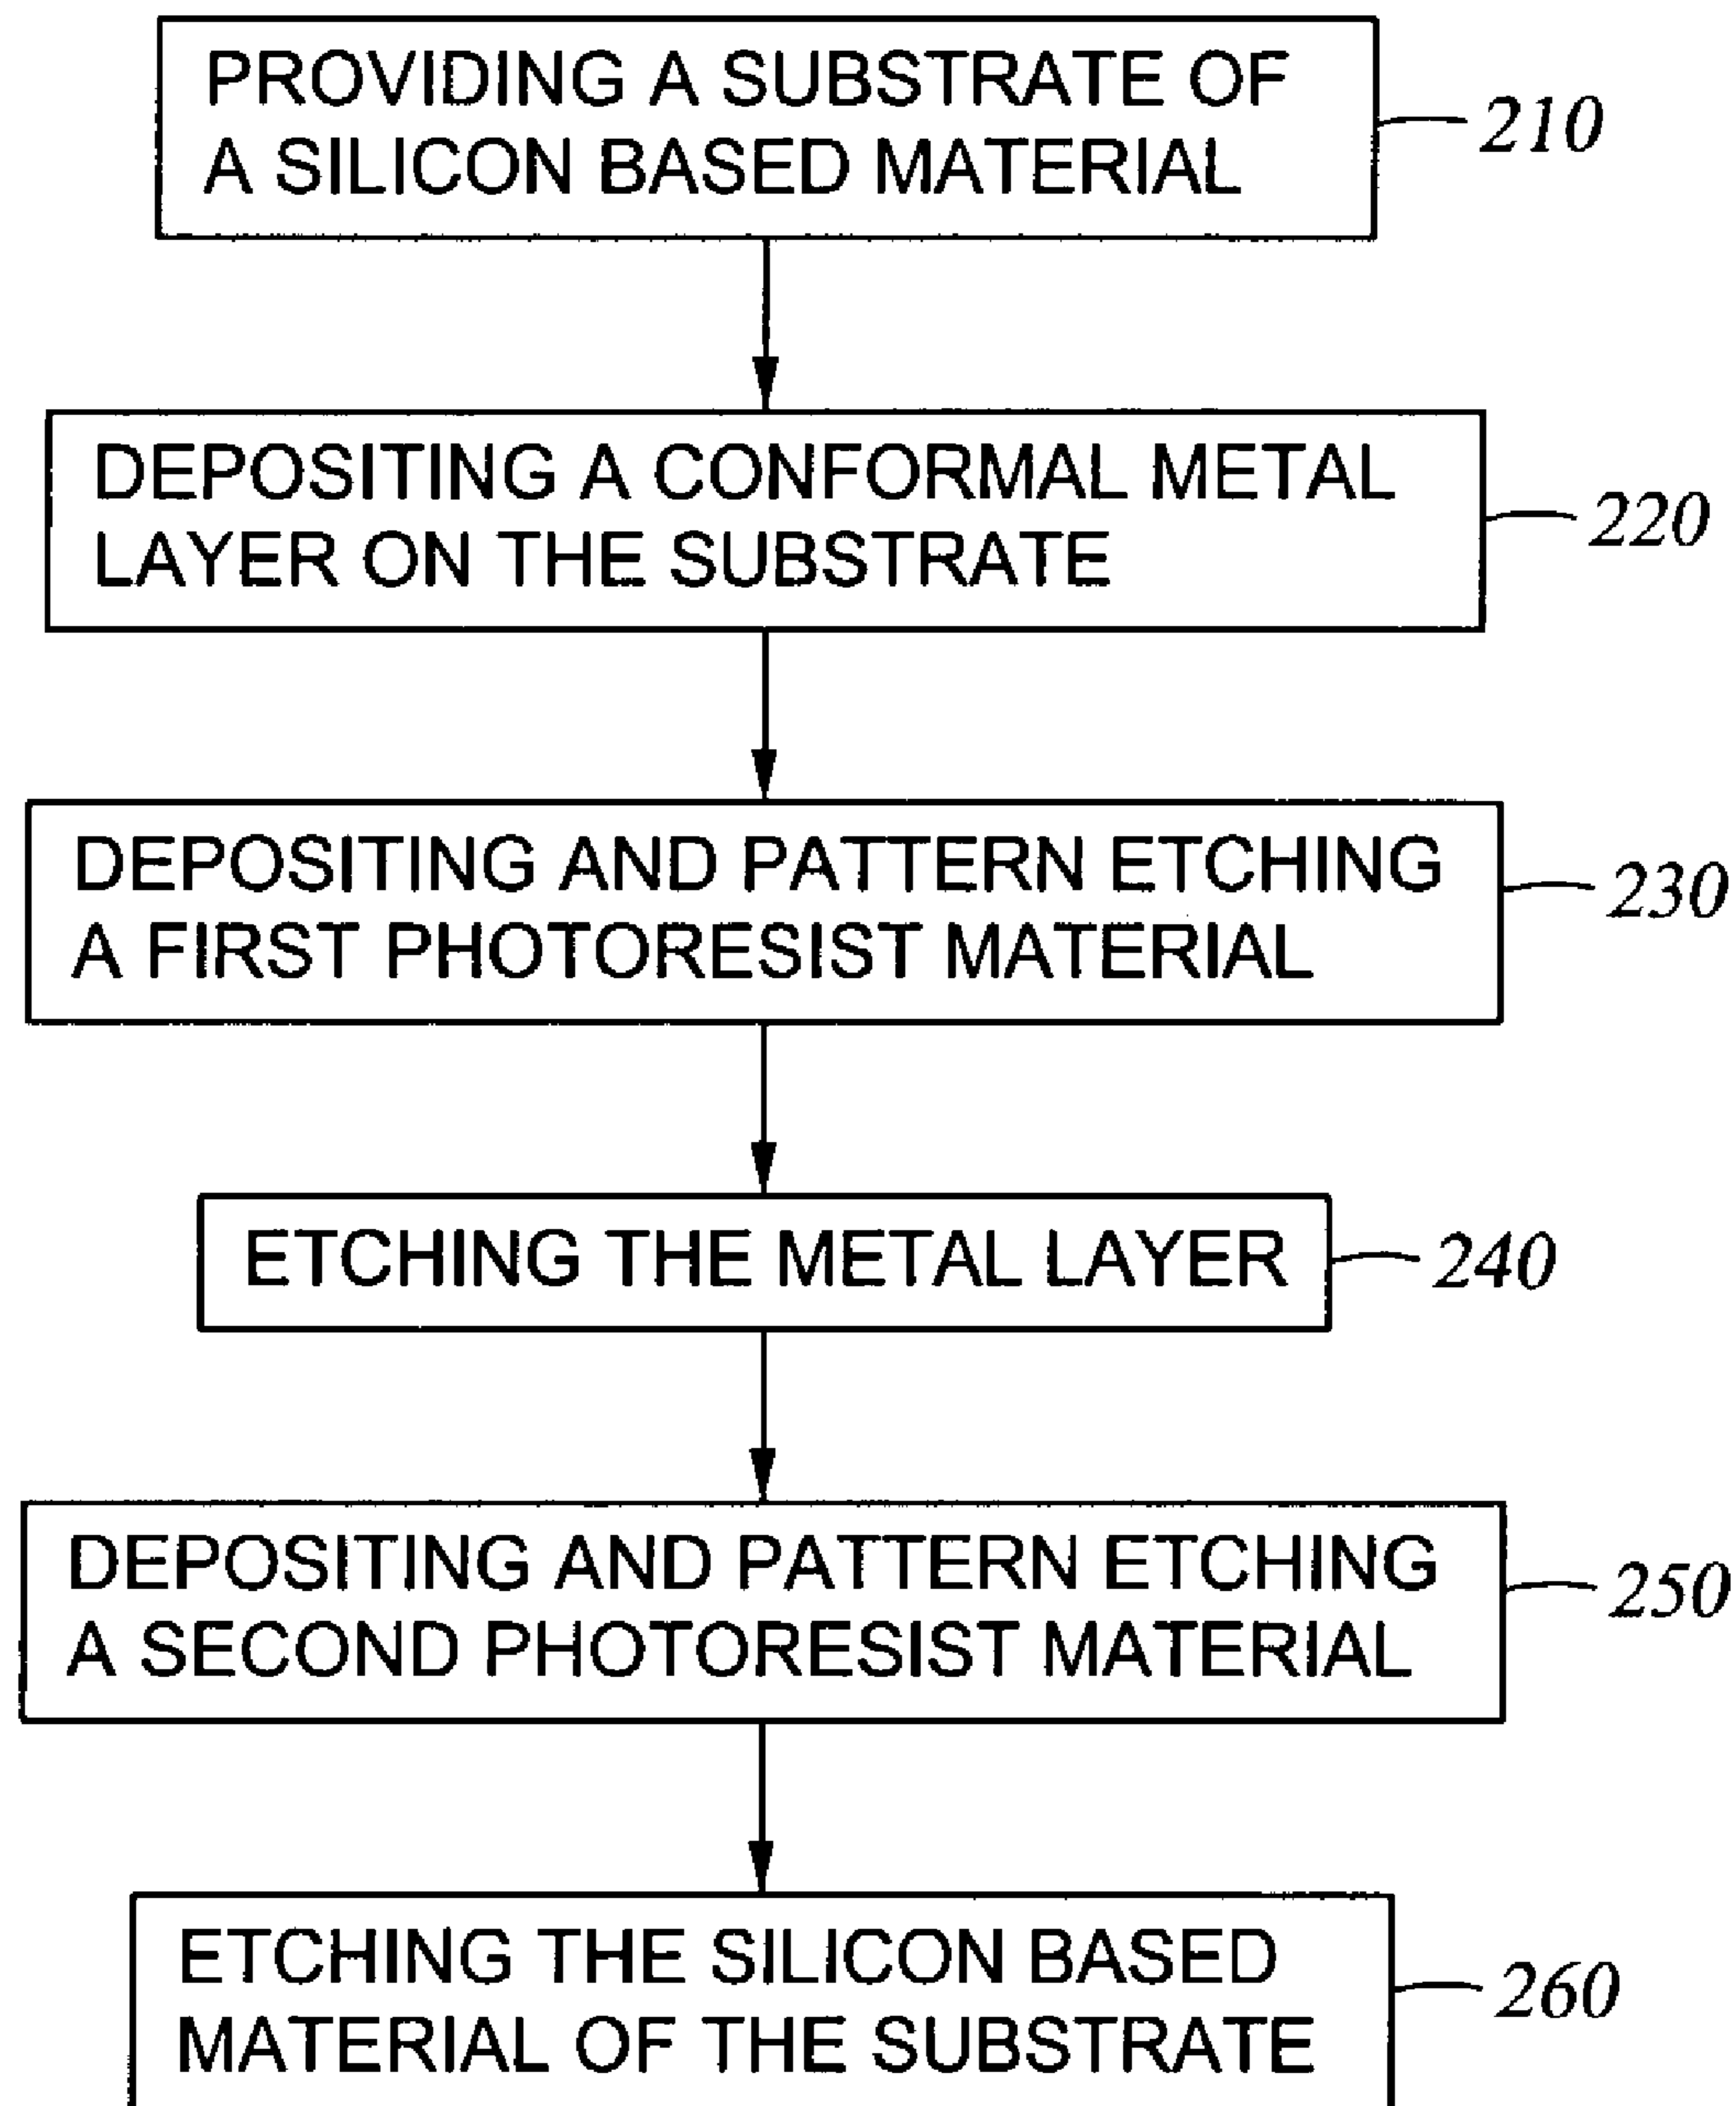 PROVIDING A SUBSTRATE OF
A SILICON BASED MATERIAL
210
DEPOSITING A CONFORMAL METAL
LAYER ON THE SUBSTRATE
220
DEPOSITING AND PATTERN ETCHING
A FIRST PHOTORESIST MATERIAL
230
ETCHING THE METAL LAYER
240
DEPOSITING AND PATTERN ETCHING
A SECOND PHOTORESIST MATERIAL
250
ETCHING THE SILICON BASED
MATERIAL OF THE SUBSTRATE
260